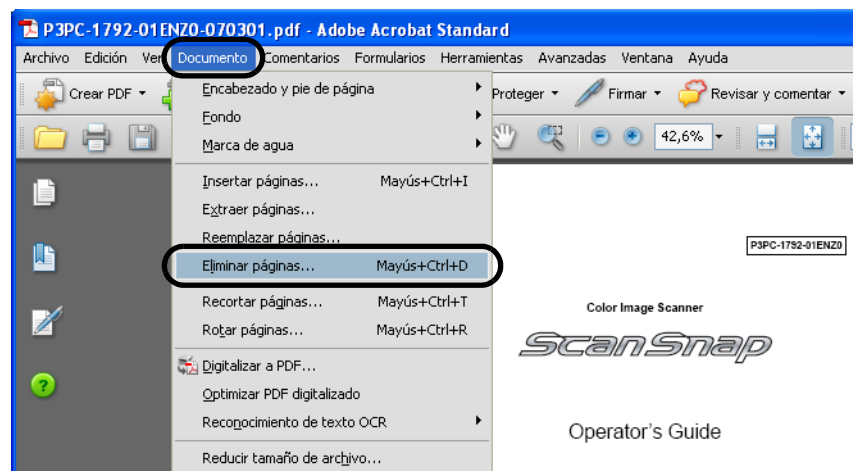 P3PC-1792-01ENZ0-070301.pdf - Adobe Acrobat Standard
Archivo Edición Ver Documento Comentarios Formularios Herramientas Avanzadas Ventana Ayuda
Crear PDF Proteger Firmar Revisar y comentar
42,6%
Encabezado y pie de página
Fondo
Marca de agua
Insertar páginas... Mayús+Ctrl+I
Extraer páginas...
Reemplazar páginas...
Eliminar páginas... Mayús+Ctrl+D
Recortar páginas... Mayús+Ctrl+T
Rotar páginas... Mayús+Ctrl+R
Digitalizar a PDF...
Optimizar PDF digitalizado
Reconocimiento de texto OCR
Reducir tamaño de archivo...
P3PC-1792-01ENZ0
Color Image Scanner
ScanSnap
Operator's Guide